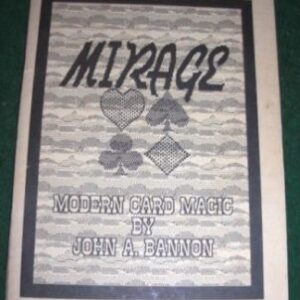 MIRAGE
MODERN CARD MAGIC
BY
JOHN A. BANNON